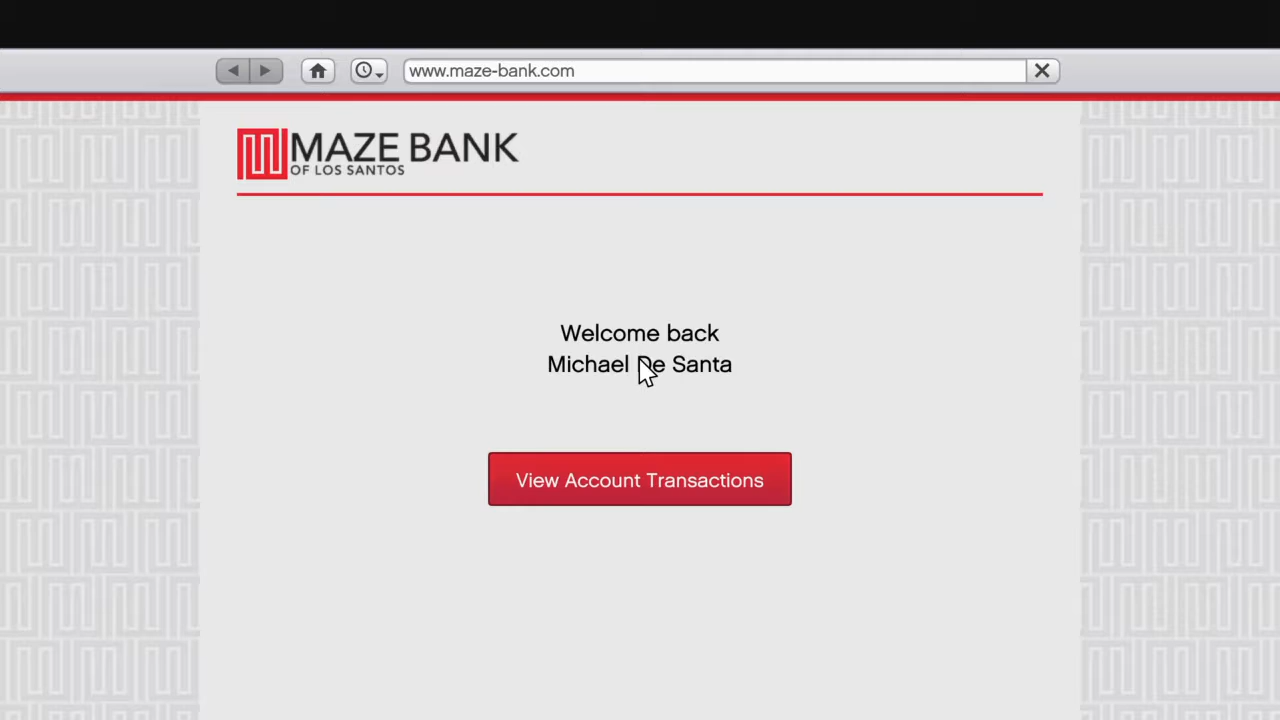 www.maze-bank.com
MAZE BANK
OF LOS SANTOS
Welcome back
Michael De Santa
View Account Transactions